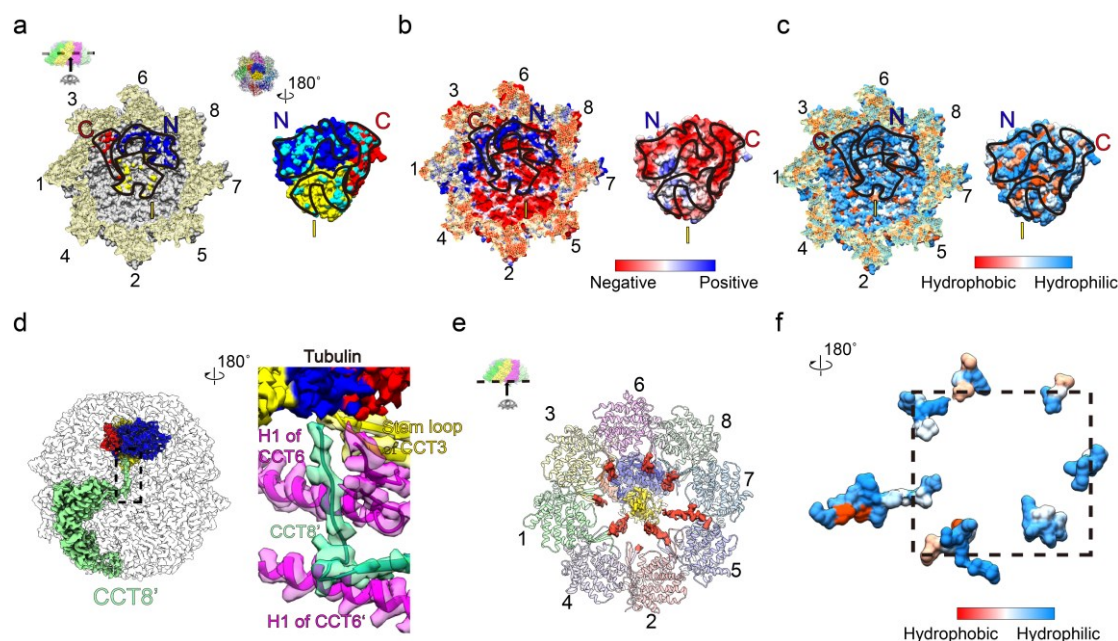 a
180°
3
6
8
1
7
4
5
2
C
N
I
N
C
I
b
3
6
8
1
7
4
5
2
C
N
I
N
C
I
Negative Positive
c
3
6
8
1
7
4
5
2
C
N
I
N
C
I
Hydrophobic Hydrophilic
d
180°
CCT8'
Tubulin
H1 of
CCT6
Stem loop
of CCT3
CCT8'
H1 of CCT6'
e
6
3
8
1
7
4
5
2
f
180°
Hydrophobic Hydrophilic